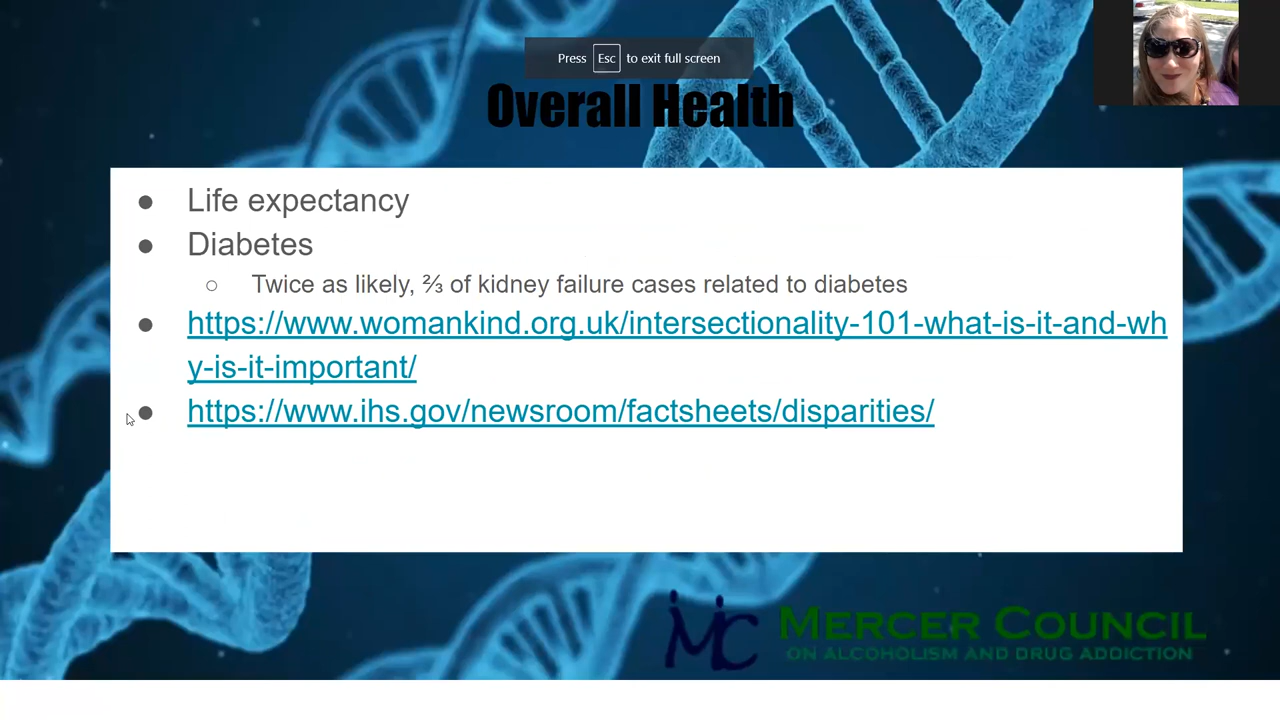 Press Esc to exit full screen
Overall Health
● Life expectancy
● Diabetes
○ Twice as likely, ⅔ of kidney failure cases related to diabetes
● https://www.womankind.org.uk/intersectionality-101-what-is-it-and-wh
y-is-it-important/
● https://www.ihs.gov/newsroom/factsheets/disparities/
MC MERCER COUNCIL
ON ALCOHOLISM AND DRUG ADDICTION